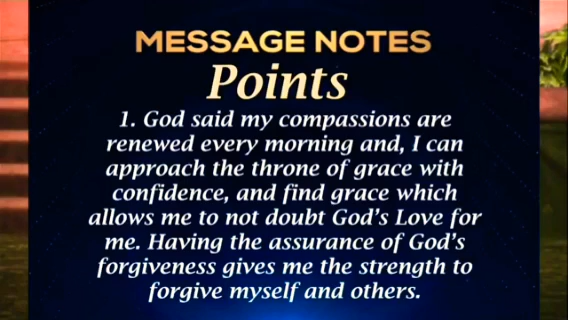 MESSAGE NOTES
Points
1. God said my compassions are
renewed every morning and, I can
approach the throne of grace with
confidence, and find grace which
allows me to not doubt God's Love for
me. Having the assurance of God's
forgiveness gives me the strength to
forgive myself and others.